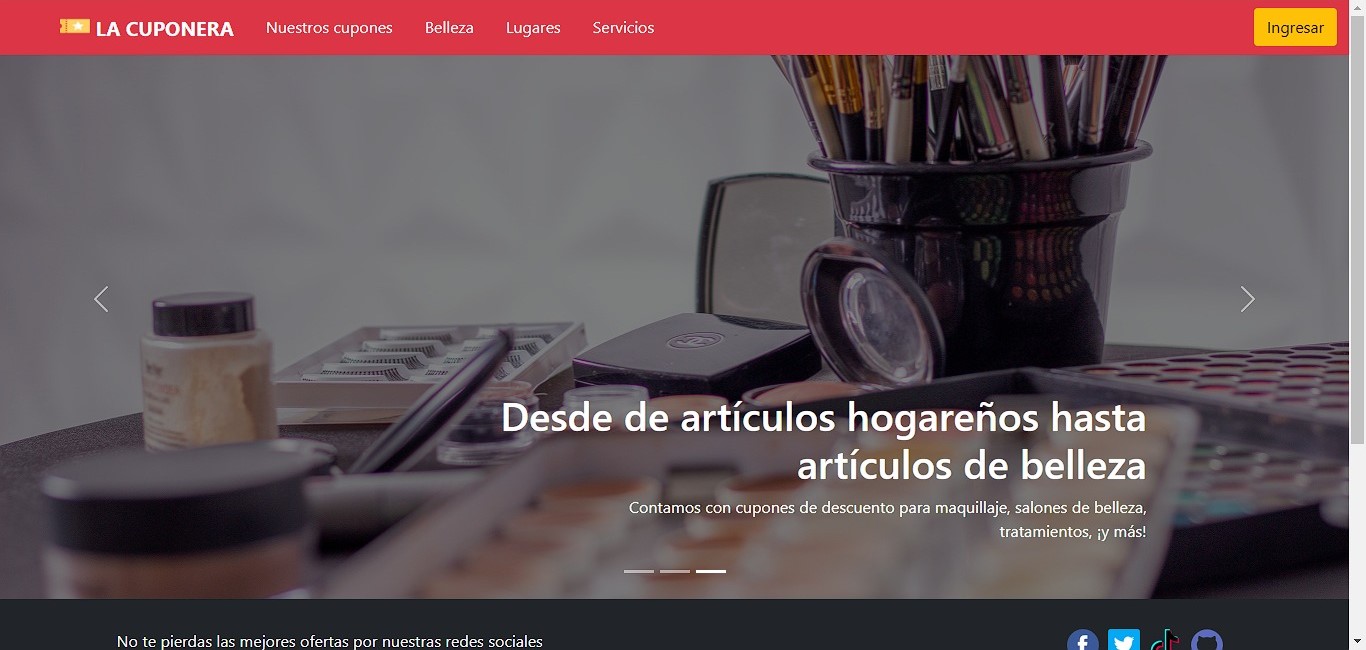 LA CUPONERA Nuestros cupones Belleza Lugares Servicios Ingresar
Desde de artículos hogareños hasta
artículos de belleza
Contamos con cupones de descuento para maquillaje, salones de belleza,
tratamientos, ¡y más!
No te pierdas las mejores ofertas por nuestras redes sociales